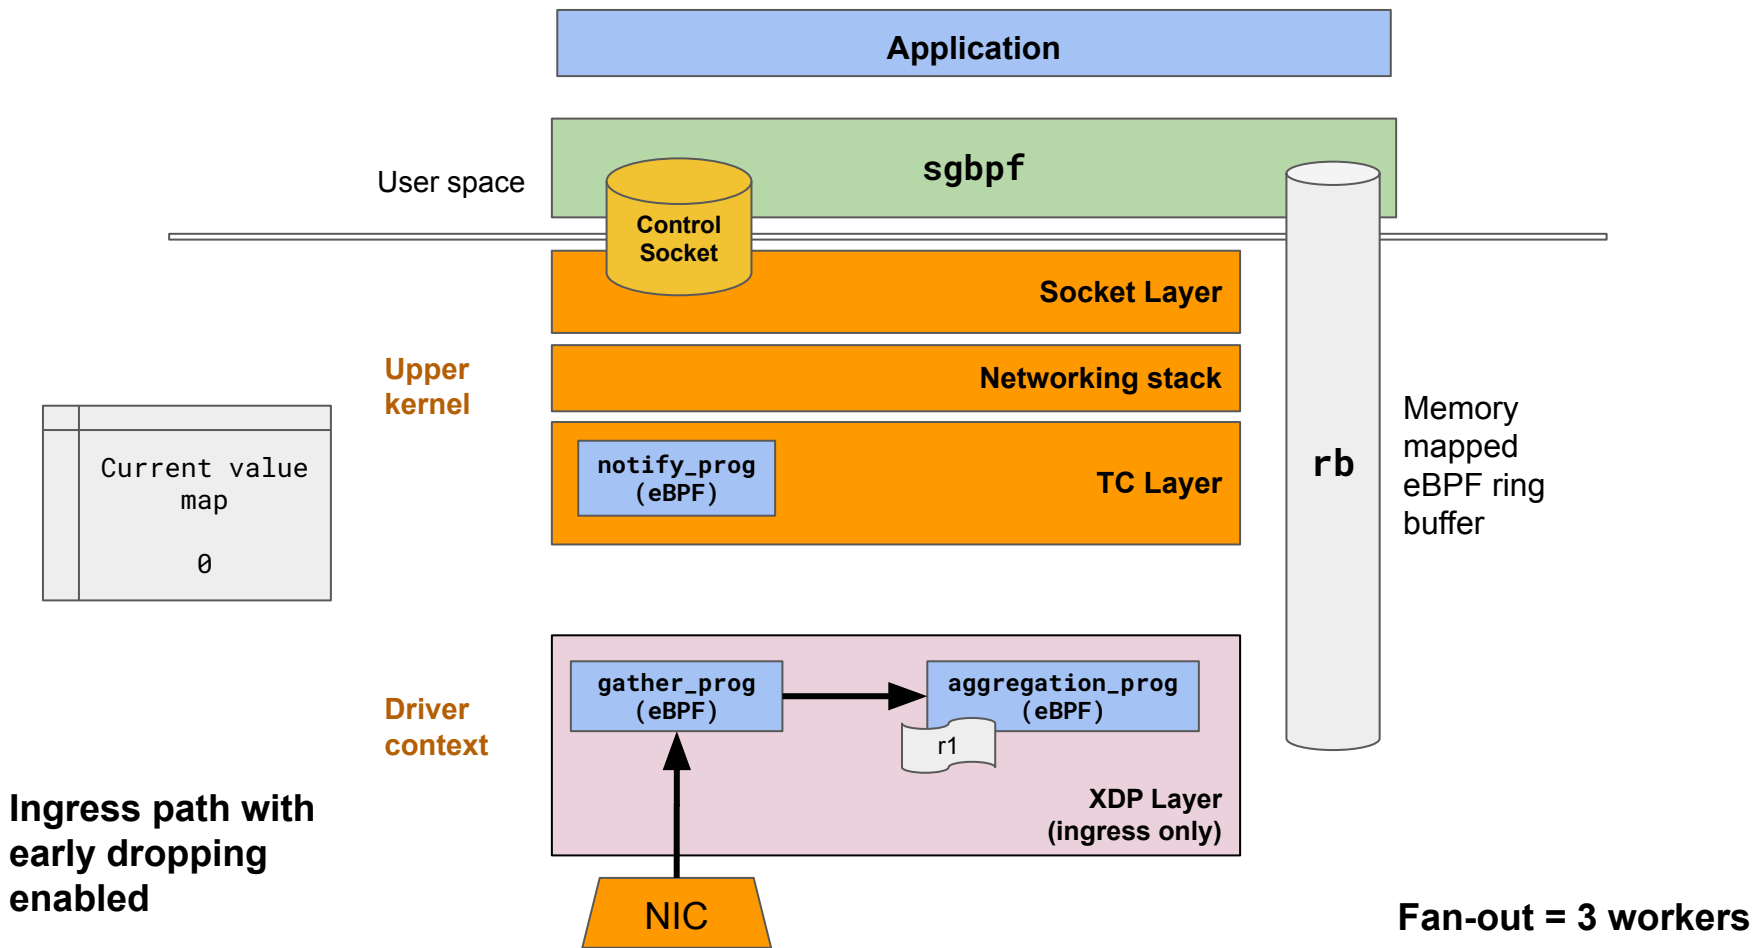 Application
sgbpf
User space
Control
Socket
Socket Layer
Upper
kernel
Networking stack
Current value
map
0
notify_prog
(eBPF)
TC Layer
rb
Memory
mapped
eBPF ring
buffer
Driver
context
gather_prog
(eBPF)
aggregation_prog
(eBPF)
r1
XDP Layer
(ingress only)
Ingress path with
early dropping
enabled
NIC
Fan-out = 3 workers